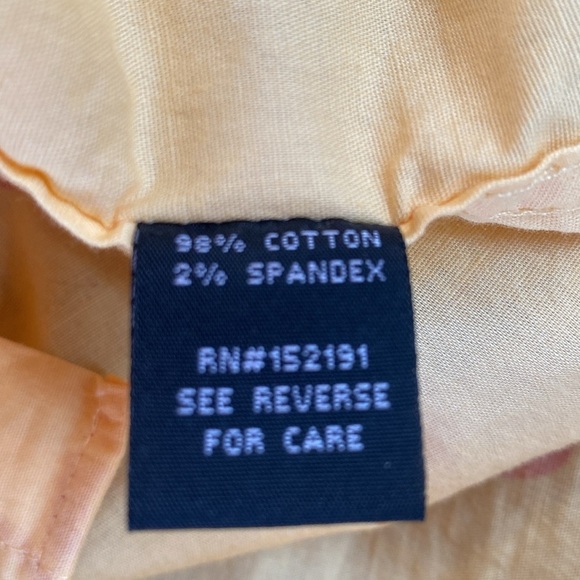 98% COTTON
2% SPANDEX
RN#152191
SEE REVERSE
FOR CARE